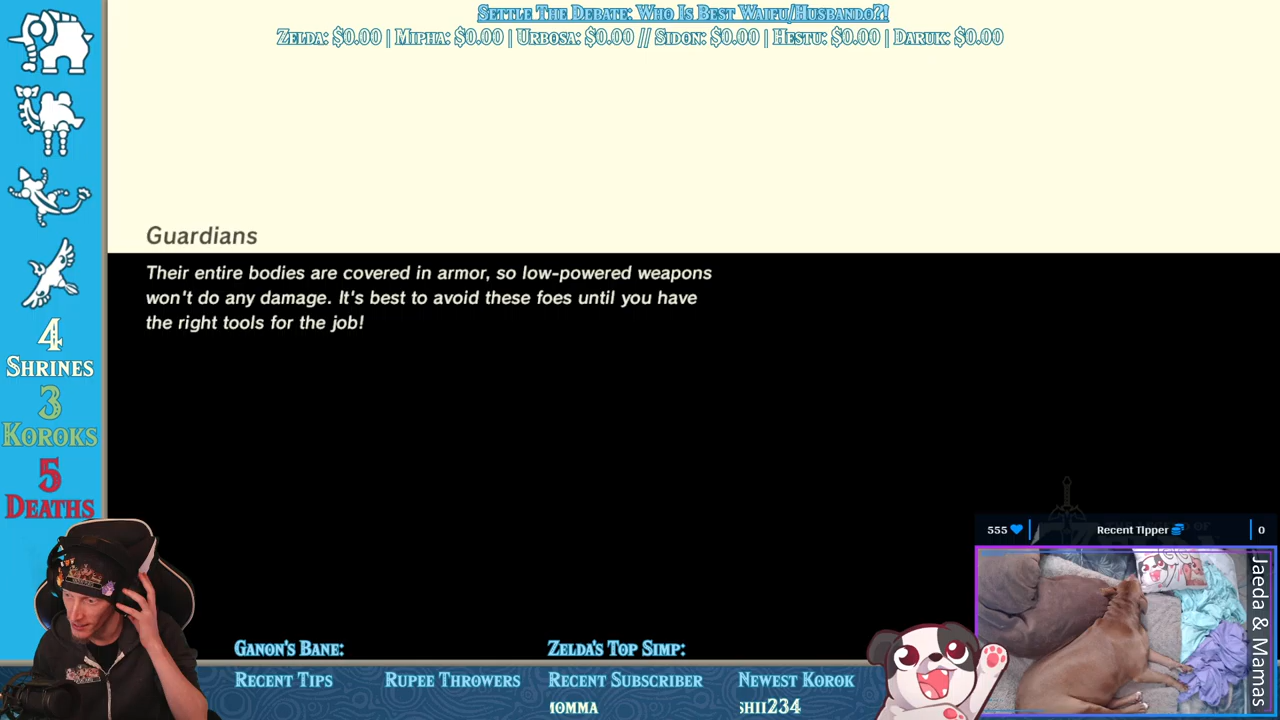 Settle The Debate: Who Is Best Waifu/Husbando?!
Zelda: $0.00 | Mipha: $0.00 | Urbosa: $0.00 // Sidon: $0.00 | Hestu: $0.00 | Daruk: $0.00
Guardians
Their entire bodies are covered in armor, so low-powered weapons
won't do any damage. It's best to avoid these foes until you have
the right tools for the job!
4
Shrines
3
Koroks
5
Deaths
555
Recent Tipper
0
Jaeda & Mamas
Ganon's Bane:
Zelda's Top Simp:
Recent Tips
Rupee Throwers
Recent Subscriber
Newest Korok
momma
shii234